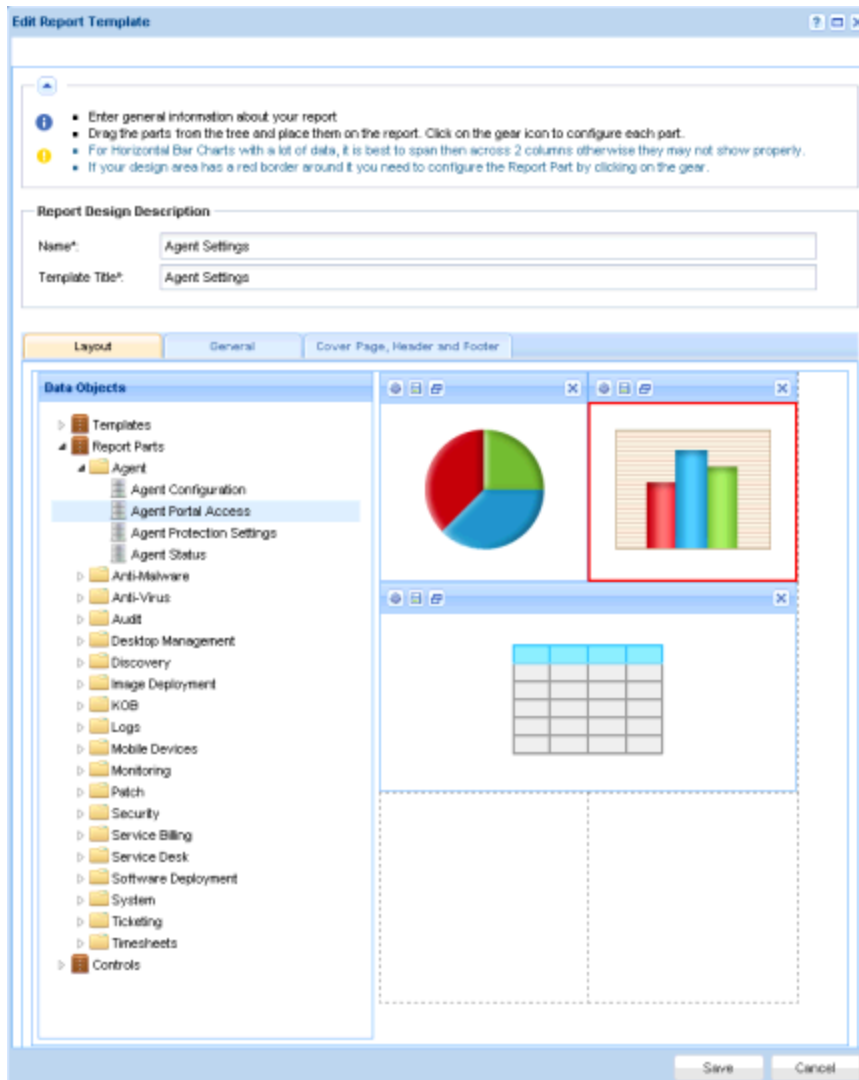 Edit Report Template
Enter general information about your report
Drag the parts from the tree and place them on the report. Click on the gear icon to configure each part.
For Horizontal Bar Charts with a lot of data, it is best to span then across 2 columns otherwise they may not show properly.
If your design area has a red border around it you need to configure the Report Part by clicking on the gear.
Report Design Description
Name*: Agent Settings
Template Title*: Agent Settings
Layout General Cover Page, Header and Footer
Data Objects
Templates
Report Parts
Agent
Agent Configuration
Agent Portal Access
Agent Protection Settings
Agent Status
Anti-Malware
Anti-Virus
Audit
Desktop Management
Discovery
Image Deployment
KOB
Logs
Mobile Devices
Monitoring
Patch
Security
Service Billing
Service Desk
Software Deployment
System
Ticketing
Timesheets
Controls
Save Cancel